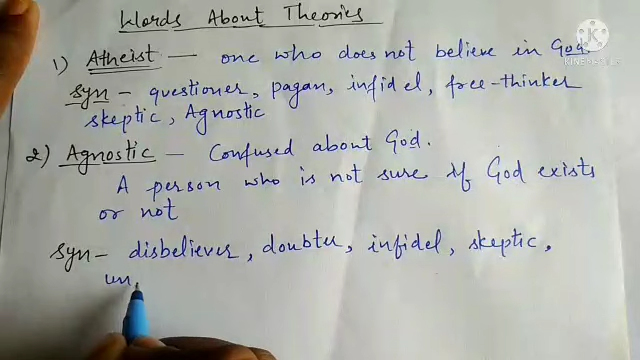 Words About Theories
1) Atheist - one who does not believe in God
Syn - questioner, pagan, infidel, free-thinker
skeptic, Agnostic
2) Agnostic - Confused about God.
A person who is not sure if God exists
or not
Syn - disbeliever, doubter, infidel, skeptic,
un